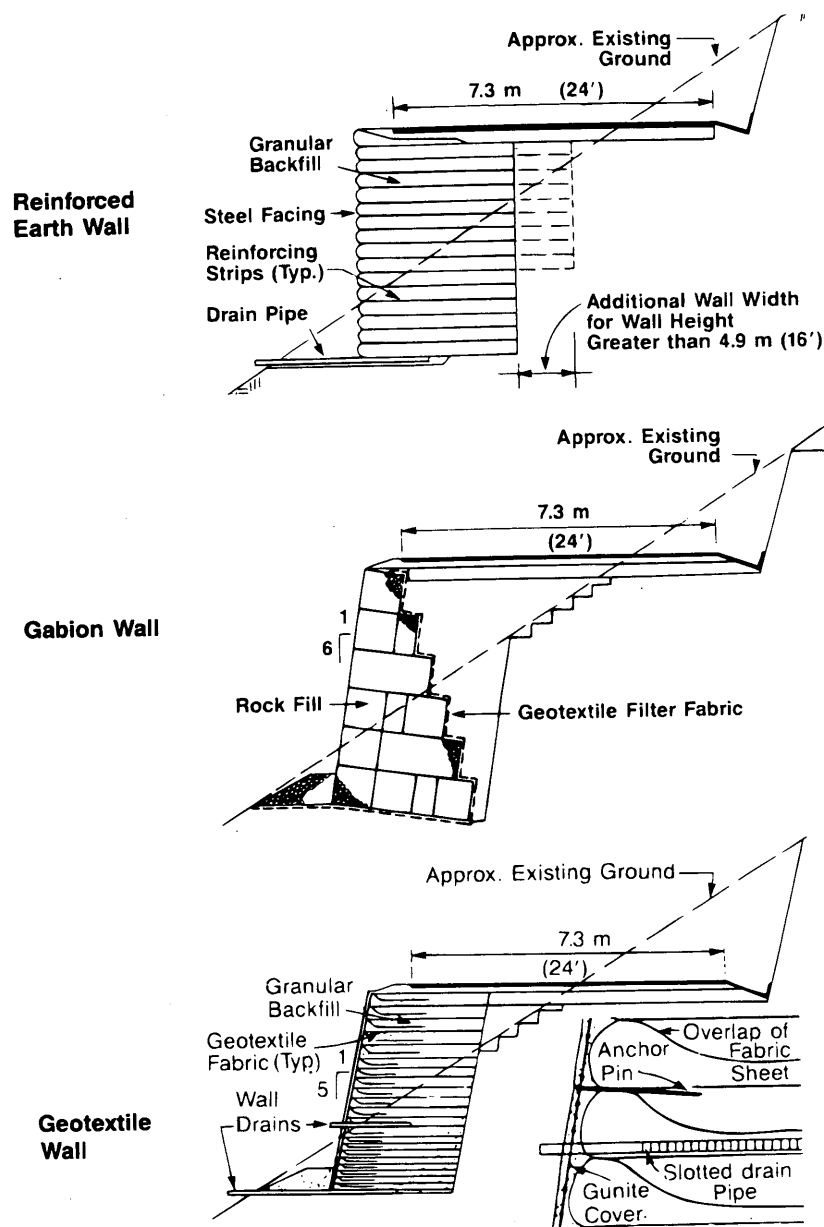 Approx. Existing
Ground
7.3 m (24')
Granular
Backfill
Reinforced
Earth Wall
Steel Facing
Reinforcing
Strips (Typ.)
Drain Pipe
Additional Wall Width
for Wall Height
Greater than 4.9 m (16')
Approx. Existing
Ground
7.3 m
(24')
Gabion Wall
1
6
Rock Fill
Geotextile Filter Fabric
Approx. Existing Ground
7.3 m
(24')
Granular
Backfill
Geotextile
Fabric (Typ.)
1
5
Wall
Drains
Geotextile
Wall
Overlap of
Fabric
Sheet
Anchor
Pin
Slotted drain
Pipe
Gunite
Cover.